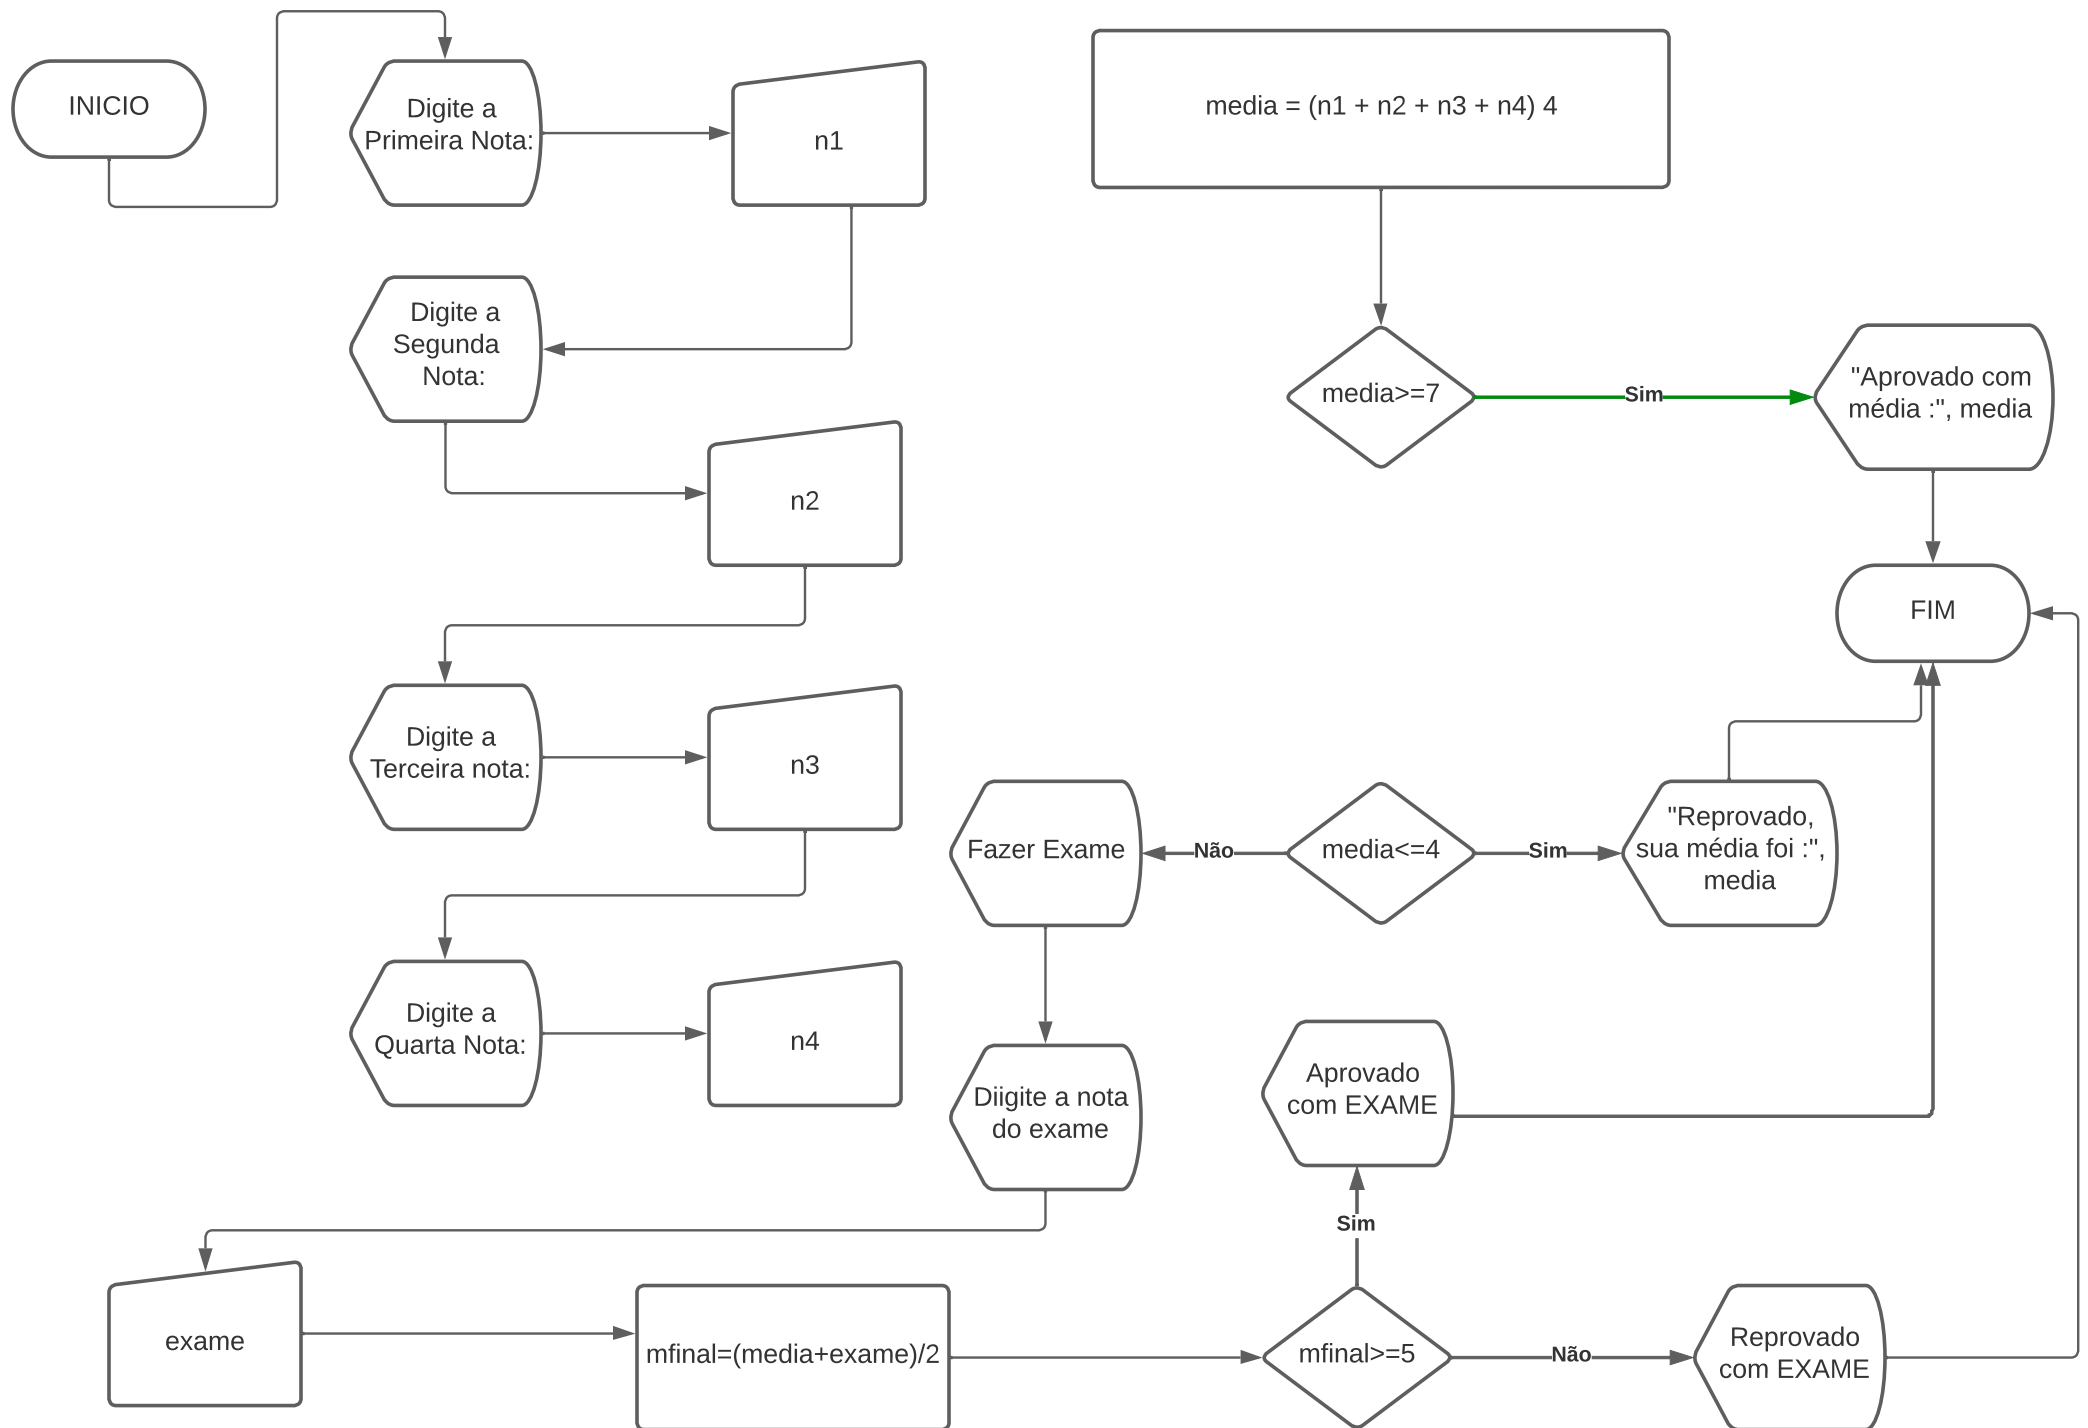 INICIO
Digite a
Primeira Nota:
n1
Digite a
Segunda
Nota:
n2
Digite a
Terceira nota:
n3
Digite a
Quarta Nota:
n4
media = (n1 + n2 + n3 + n4) 4
media>=7
Sim
"Aprovado com
média :", media
FIM
media<=4
Sim
"Reprovado,
sua média foi :",
media
Não
Fazer Exame
Diigite a nota
do exame
exame
mfinal=(media+exame)/2
mfinal>=5
Sim
Aprovado
com EXAME
Não
Reprovado
com EXAME